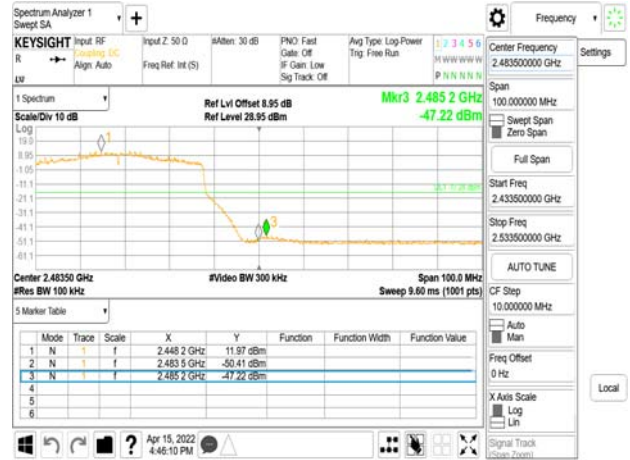 Spectrum Analyzer 1
Swept SA
+
KEYSIGHT Input: RF
R Coupling: DC
Align: Auto
LU
Input Z: 50 Ω
Freq Ref: Int (S)
#Atten: 30 dB
PNO: Fast
Gate: Off
IF Gain: Low
Sig Track: Off
Avg Type: Log-Power
Trig: Free Run
1 2 3 4 5 6
M W W W W W
P N N N N N
1 Spectrum
Scale/Div 10 dB
Ref Lvl Offset 8.95 dB
Ref Level 28.95 dBm
Mkr3 2.485 2 GHz
-47.22 dBm
Log
19.0
8.95
-1.05
-11.1
-21.1
-31.1
-41.1
-51.1
-61.1
1
3
Center 2.48350 GHz
#Res BW 100 kHz
#Video BW 300 kHz
Span 100.0 MHz
Sweep 9.60 ms (1001 pts)
5 Marker Table
Mode Trace Scale X Y Function Function Width Function Value
1 N 1 f 2.448 2 GHz 11.97 dBm
2 N 1 f 2.483 5 GHz -50.41 dBm
3 N 1 f 2.485 2 GHz -47.22 dBm
4
5
6
?
Apr 15, 2022
4:46:10 PM
Frequency
Settings
Center Frequency
2.483500000 GHz
Span
100.000000 MHz
Swept Span
Zero Span
Full Span
Start Freq
2.433500000 GHz
Stop Freq
2.533500000 GHz
AUTO TUNE
CF Step
10.000000 MHz
Auto
Man
Freq Offset
0 Hz
X Axis Scale
Log
Lin
Local
Signal Track
(Span Zoom)